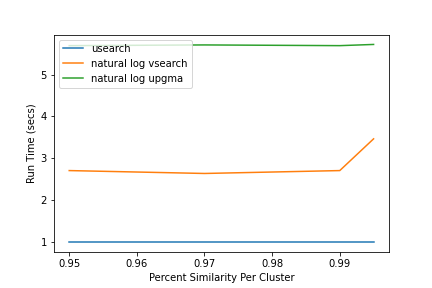 usearch
natural log vsearch
natural log upgma
Run Time (secs)
5
4
3
2
1
0.95 0.96 0.97 0.98 0.99
Percent Similarity Per Cluster